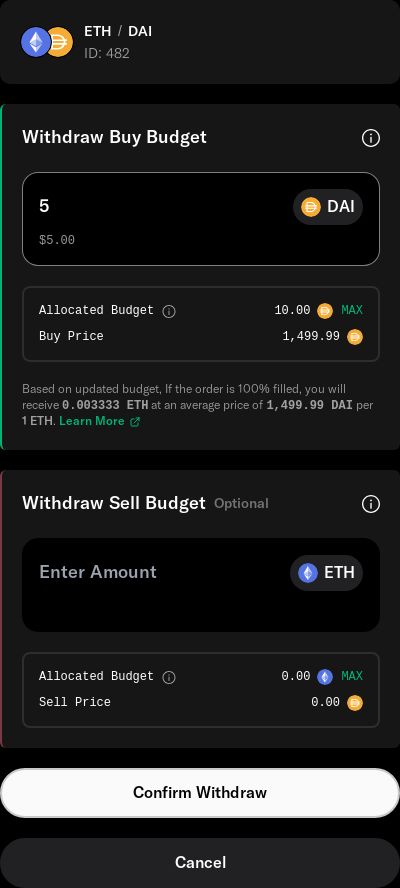 ETH / DAI
ID: 482
Withdraw Buy Budget
5
DAI
$5.00
Allocated Budget 10.00 MAX
Buy Price 1,499.99
Based on updated budget, If the order is 100% filled, you will
receive 0.003333 ETH at an average price of 1,499.99 DAI per
1 ETH. Learn More
Withdraw Sell Budget Optional
Enter Amount ETH
Allocated Budget 0.00 MAX
Sell Price 0.00
Confirm Withdraw
Cancel